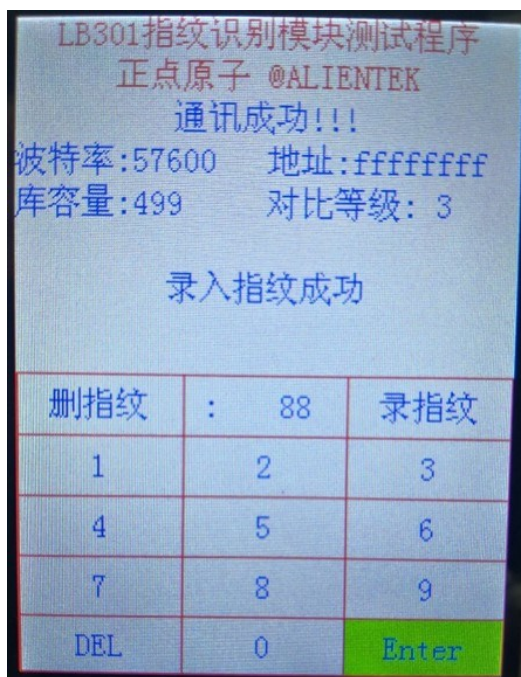 LB301指纹识别模块测试程序
正点原子 @ALIENTEK
通讯成功!!!
波特率:57600 地址:ffffffff
库容量:499 对比等级: 3
录入指纹成功
删指纹 : 88 录指纹
1 2 3
4 5 6
7 8 9
DEL 0 Enter